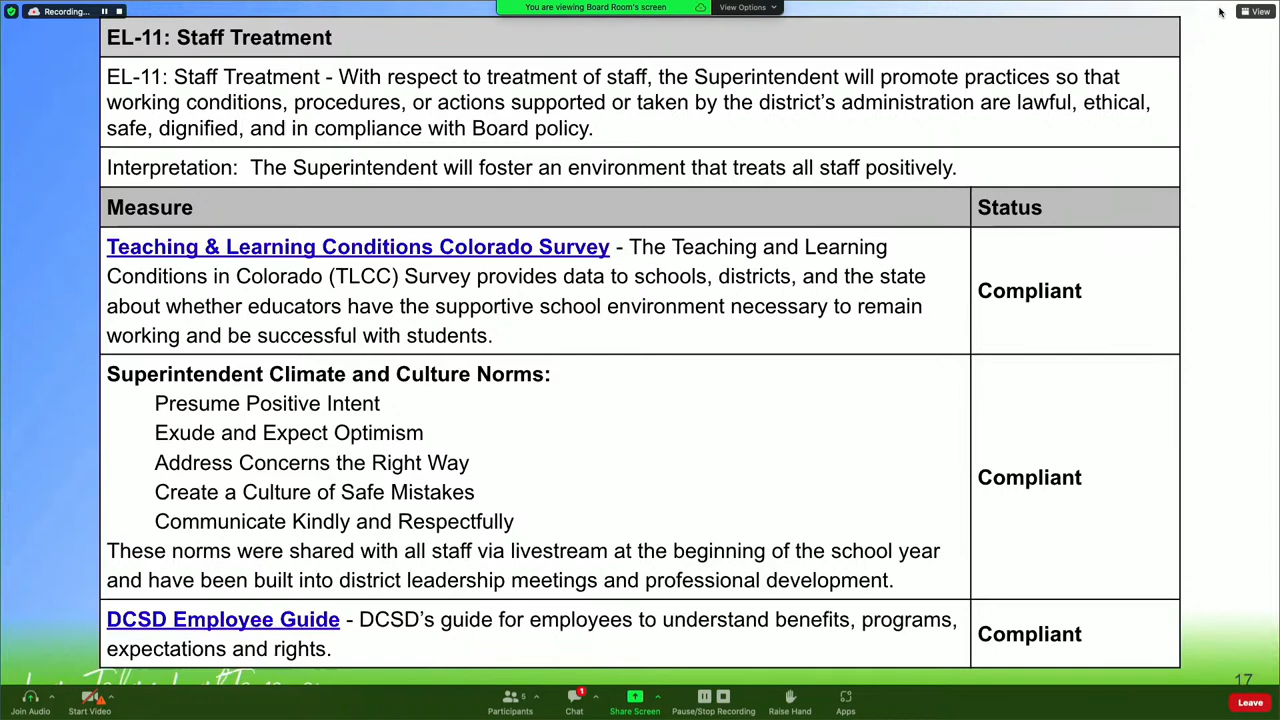 Recording...
You are viewing Board Room's screen
View Options
View
EL-11: Staff Treatment
EL-11: Staff Treatment - With respect to treatment of staff, the Superintendent will promote practices so that
working conditions, procedures, or actions supported or taken by the district's administration are lawful, ethical,
safe, dignified, and in compliance with Board policy.
Interpretation: The Superintendent will foster an environment that treats all staff positively.
Measure
Status
Teaching & Learning Conditions Colorado Survey - The Teaching and Learning
Conditions in Colorado (TLCC) Survey provides data to schools, districts, and the state
about whether educators have the supportive school environment necessary to remain
working and be successful with students.
Compliant
Superintendent Climate and Culture Norms:
Presume Positive Intent
Exude and Expect Optimism
Address Concerns the Right Way
Create a Culture of Safe Mistakes
Communicate Kindly and Respectfully
These norms were shared with all staff via livestream at the beginning of the school year
and have been built into district leadership meetings and professional development.
Compliant
DCSD Employee Guide - DCSD's guide for employees to understand benefits, programs,
expectations and rights.
Compliant
17
Join Audio
Start Video
5
Participants
1
Chat
Share Screen
Pause/Stop Recording
Raise Hand
Apps
Leave